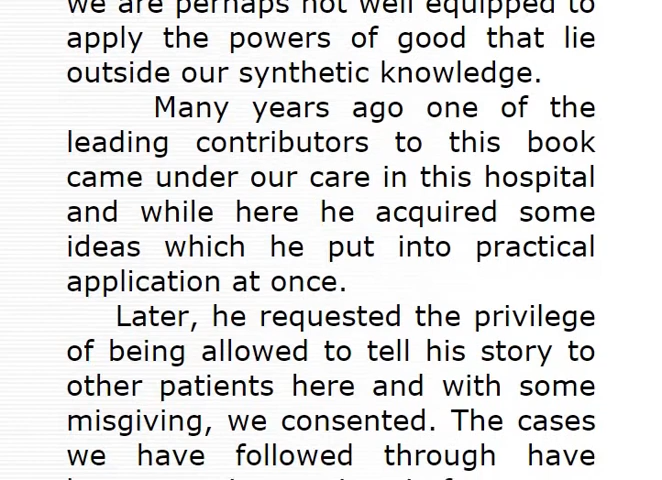 we are perhaps not well equipped to
apply the powers of good that lie
outside our synthetic knowledge.
Many years ago one of the
leading contributors to this book
came under our care in this hospital
and while here he acquired some
ideas which he put into practical
application at once.
Later, he requested the privilege
of being allowed to tell his story to
other patients here and with some
misgiving, we consented. The cases
we have followed through have